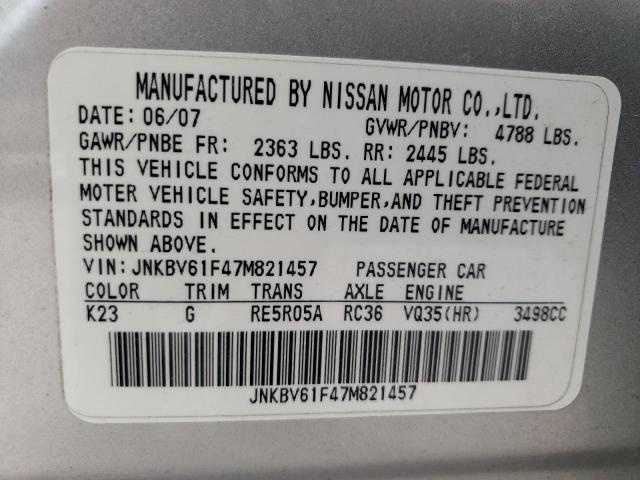 MANUFACTURED BY NISSAN MOTOR CO.,LTD.
DATE: 06/07 GVWR/PNBV: 4788 LBS.
GAWR/PNBE FR: 2363 LBS. RR: 2445 LBS.
THIS VEHICLE CONFORMS TO ALL APPLICABLE FEDERAL
MOTER VEHICLE SAFETY,BUMPER,AND THEFT PREVENTION
STANDARDS IN EFFECT ON THE DATE OF MANUFACTURE
SHOWN ABOVE.
VIN:JNKBV61F47M821457 PASSENGER CAR
COLOR TRIM TRANS AXLE ENGINE
K23 G RE5R05A RC36 VQ35(HR) 3498CC
JNKBV61F47M821457